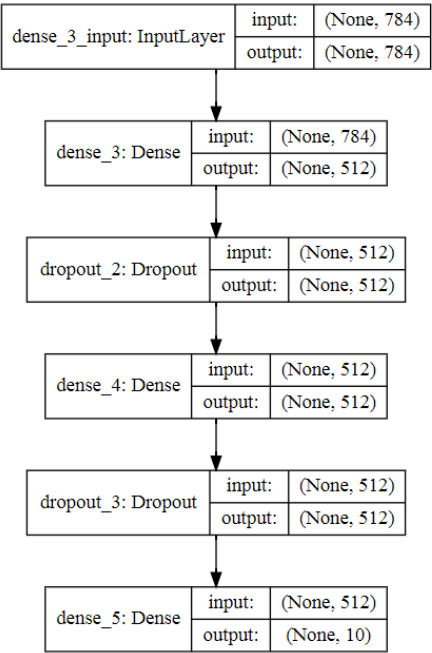 dense_3_input: InputLayer input: (None, 784)
output: (None, 784)
dense_3: Dense input: (None, 784)
output: (None, 512)
dropout_2: Dropout input: (None, 512)
output: (None, 512)
dense_4: Dense input: (None, 512)
output: (None, 512)
dropout_3: Dropout input: (None, 512)
output: (None, 512)
dense_5: Dense input: (None, 512)
output: (None, 10)